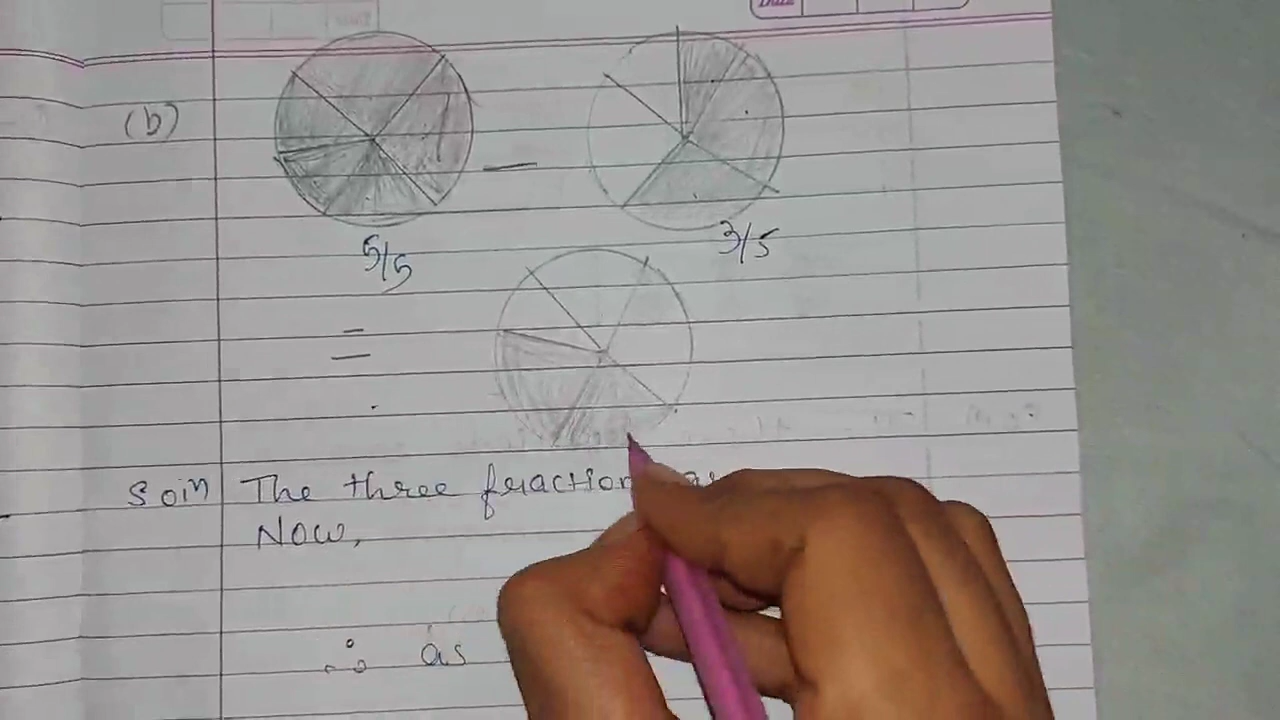 (b)
—
5/5
3/5
=
Soln The three fraction
Now,
∴ as